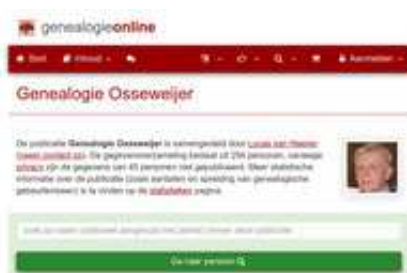 genealogieonline
Start Inhoud Aanmelden
Genealogie Osseweijer
De publicatie Genealogie Osseweijer is samengesteld door
(neem contact op). De gegevensverzameling bestaat uit 256 personen, vanwege
privacy zijn de gegevens van 45 personen niet gepubliceerd. Meer statistische
informatie over de publicatie (zoals aantallen en spreiding van genealogische
gebeurtenissen) is te vinden op de statistieken pagina.
Ga naar persoon